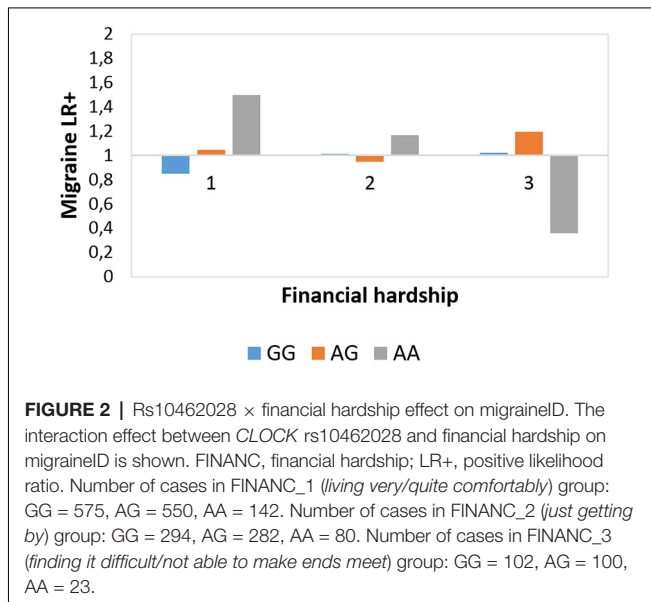 2
1,8
1,6
1,4
1,2
1
0,8
0,6
0,4
0,2
0
Migraine LR+
1 2 3
Financial hardship
GG AG AA
FIGURE 2 | Rs10462028 × financial hardship effect on migraineID. The
interaction effect between CLOCK rs10462028 and financial hardship on
migraineID is shown. FINANC, financial hardship; LR+, positive likelihood
ratio. Number of cases in FINANC_1 (living very/quite comfortably) group:
GG = 575, AG = 550, AA = 142. Number of cases in FINANC_2 (just getting
by) group: GG = 294, AG = 282, AA = 80. Number of cases in FINANC_3
(finding it difficult/not able to make ends meet) group: GG = 102, AG = 100,
AA = 23.